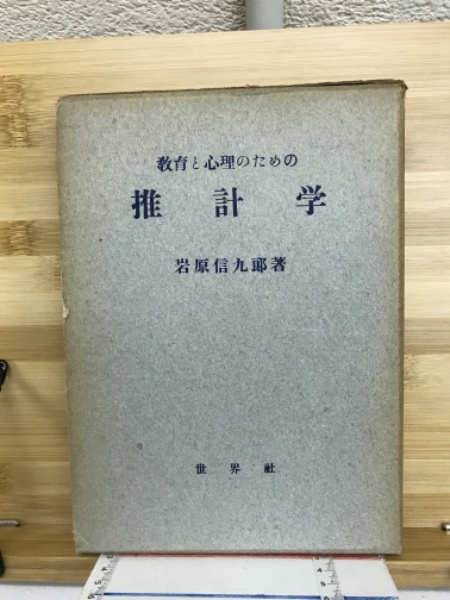 教育と心理のための
推計学
岩原信九郎著
世界社